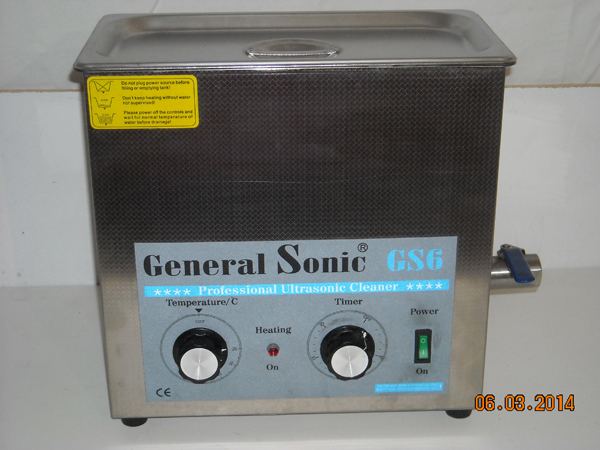 Do not plug power source before
filling or emptying tank!
Don't keep heating without water
nor supervised!
Please power off the controls and
wait for normal temperature of
water before drainage!
General Sonic® GS6
**** Professional Ultrasonic Cleaner ****
Temperature/C
Heating
On
Timer
Power
On
CE
06.03.2014